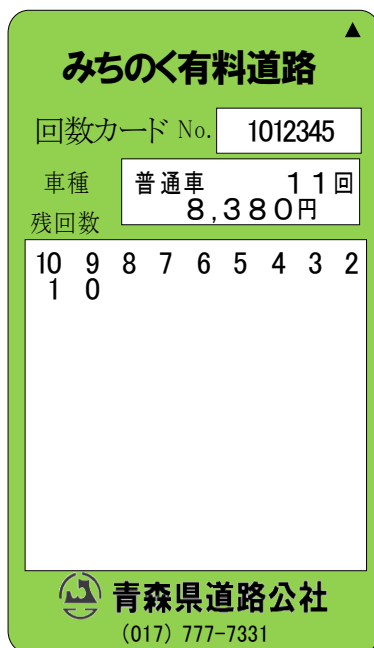 ▲
みちのく有料道路
回数カード No. 1012345
車種 普通車 11回
8,380円
残回数
10 9 8 7 6 5 4 3 2
1 0
青森県道路公社
(017) 777-7331